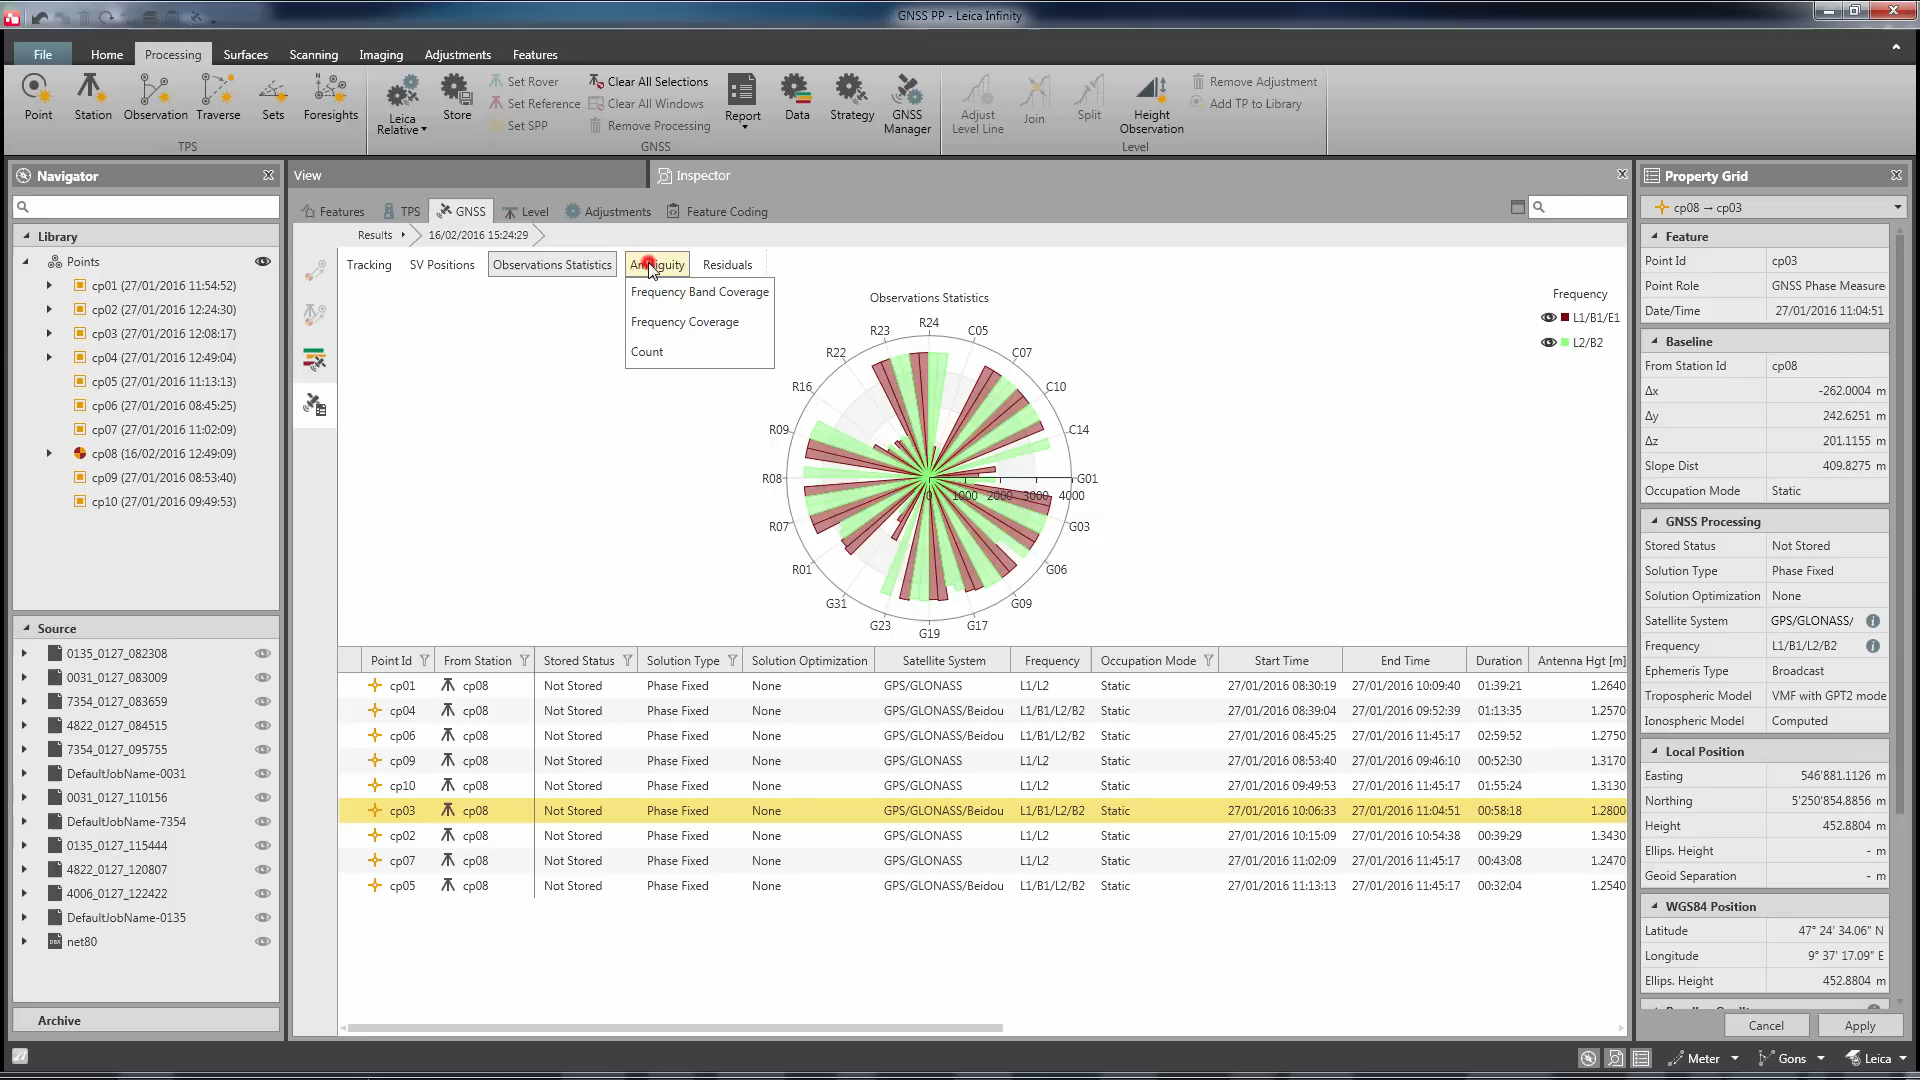 GNSS PP - Leica Infinity
File Home Processing Surfaces Scanning Imaging Adjustments Features
Point Station Observation Traverse Sets Foresights
TPS
Leica Relative Store
Set Rover
Set Reference
Set SPP
Clear All Selections
Clear All Windows
Remove Processing
Report Data Strategy GNSS Manager
GNSS
Adjust Level Line Join Split Height Observation
Remove Adjustment
Add TP to Library
Level
Navigator
Library
Points
cp01 (27/01/2016 11:54:52)
cp02 (27/01/2016 12:24:30)
cp03 (27/01/2016 12:08:17)
cp04 (27/01/2016 12:49:04)
cp05 (27/01/2016 11:13:13)
cp06 (27/01/2016 08:45:25)
cp07 (27/01/2016 11:02:09)
cp08 (16/02/2016 12:49:09)
cp09 (27/01/2016 08:53:40)
cp10 (27/01/2016 09:49:53)
Source
0135_0127_082308
0031_0127_083009
7354_0127_083659
4822_0127_084515
7354_0127_095755
DefaultJobName-0031
0031_0127_110156
DefaultJobName-7354
0135_0127_115444
4822_0127_120807
4006_0127_122422
DefaultJobName-0135
net80
Archive
View
Inspector
Features TPS GNSS Level Adjustments Feature Coding
Results 16/02/2016 15:24:29
Tracking SV Positions Observations Statistics Ambiguity Residuals
Frequency Band Coverage
Frequency Coverage
Count
Observations Statistics
R24
R23 C05
R22 C07
R16 C10
R09 C14
R08 G01
0 1000 2000 3000 4000
R07 G03
R01 G06
G31 G09
G23 G17
G19
Frequency
L1/B1/E1
L2/B2
Point Id From Station Stored Status Solution Type Solution Optimization Satellite System Frequency Occupation Mode Start Time End Time Duration Antenna Hgt [m]
cp01 cp08 Not Stored Phase Fixed None GPS/GLONASS L1/L2 Static 27/01/2016 08:30:19 27/01/2016 10:09:40 01:39:21 1.2640
cp04 cp08 Not Stored Phase Fixed None GPS/GLONASS/Beidou L1/B1/L2/B2 Static 27/01/2016 08:39:04 27/01/2016 09:52:39 01:13:35 1.2570
cp06 cp08 Not Stored Phase Fixed None GPS/GLONASS/Beidou L1/B1/L2/B2 Static 27/01/2016 08:45:25 27/01/2016 11:45:17 02:59:52 1.2750
cp09 cp08 Not Stored Phase Fixed None GPS/GLONASS L1/L2 Static 27/01/2016 08:53:40 27/01/2016 09:46:10 00:52:30 1.3170
cp10 cp08 Not Stored Phase Fixed None GPS/GLONASS L1/L2 Static 27/01/2016 09:49:53 27/01/2016 11:45:17 01:55:24 1.3130
cp03 cp08 Not Stored Phase Fixed None GPS/GLONASS/Beidou L1/B1/L2/B2 Static 27/01/2016 10:06:33 27/01/2016 11:04:51 00:58:18 1.2800
cp02 cp08 Not Stored Phase Fixed None GPS/GLONASS L1/L2 Static 27/01/2016 10:15:09 27/01/2016 10:54:38 00:39:29 1.3430
cp07 cp08 Not Stored Phase Fixed None GPS/GLONASS L1/L2 Static 27/01/2016 11:02:09 27/01/2016 11:45:17 00:43:08 1.2470
cp05 cp08 Not Stored Phase Fixed None GPS/GLONASS/Beidou L1/B1/L2/B2 Static 27/01/2016 11:13:13 27/01/2016 11:45:17 00:32:04 1.2540
Property Grid
cp08 → cp03
Feature
Point Id cp03
Point Role GNSS Phase Measure
Date/Time 27/01/2016 11:04:51
Baseline
From Station Id cp08
Δx -262.0004 m
Δy 242.6251 m
Δz 201.1155 m
Slope Dist 409.8275 m
Occupation Mode Static
GNSS Processing
Stored Status Not Stored
Solution Type Phase Fixed
Solution Optimization None
Satellite System GPS/GLONASS/
Frequency L1/B1/L2/B2
Ephemeris Type Broadcast
Tropospheric Model VMF with GPT2 mode
Ionospheric Model Computed
Local Position
Easting 546'881.1126 m
Northing 5'250'854.8856 m
Height 452.8804 m
Ellips. Height - m
Geoid Separation - m
WGS84 Position
Latitude 47° 24' 34.06" N
Longitude 9° 37' 17.09" E
Ellips. Height 452.8804 m
Cancel Apply
Meter Gons Leica